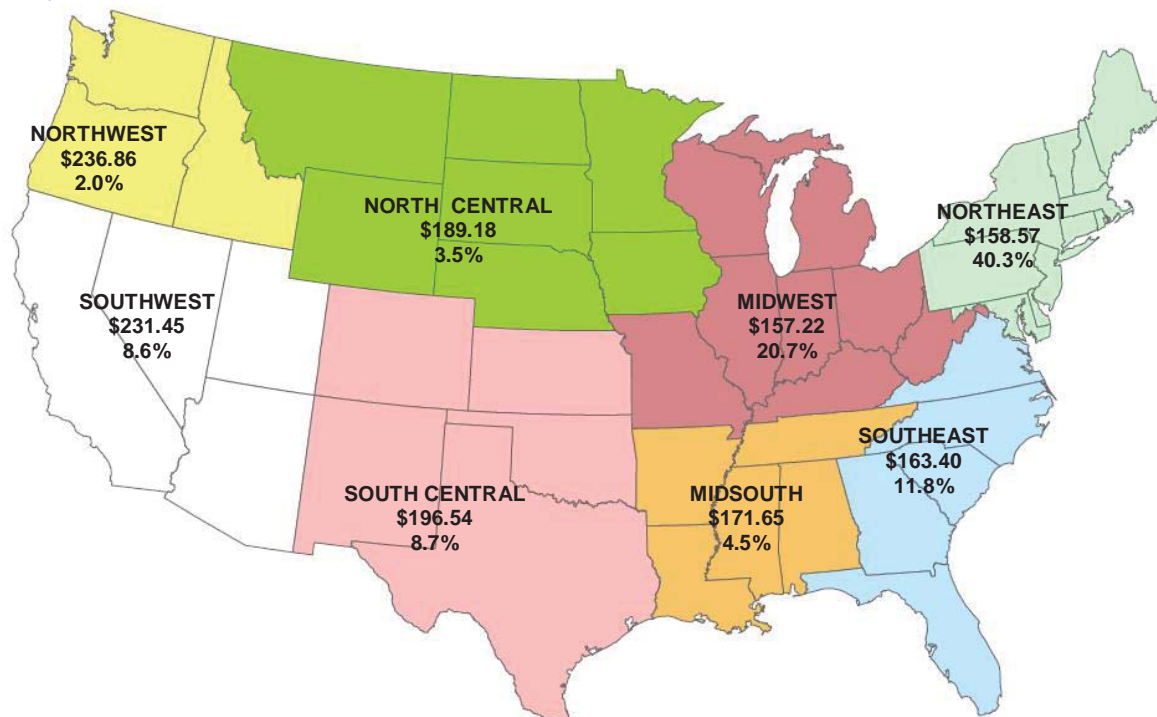 NORTHWEST
$236.86
2.0%
NORTH CENTRAL
$189.18
3.5%
NORTHEAST
$158.57
40.3%
SOUTHWEST
$231.45
8.6%
MIDWEST
$157.22
20.7%
SOUTHEAST
$163.40
11.8%
SOUTH CENTRAL
$196.54
8.7%
MIDSOUTH
$171.65
4.5%